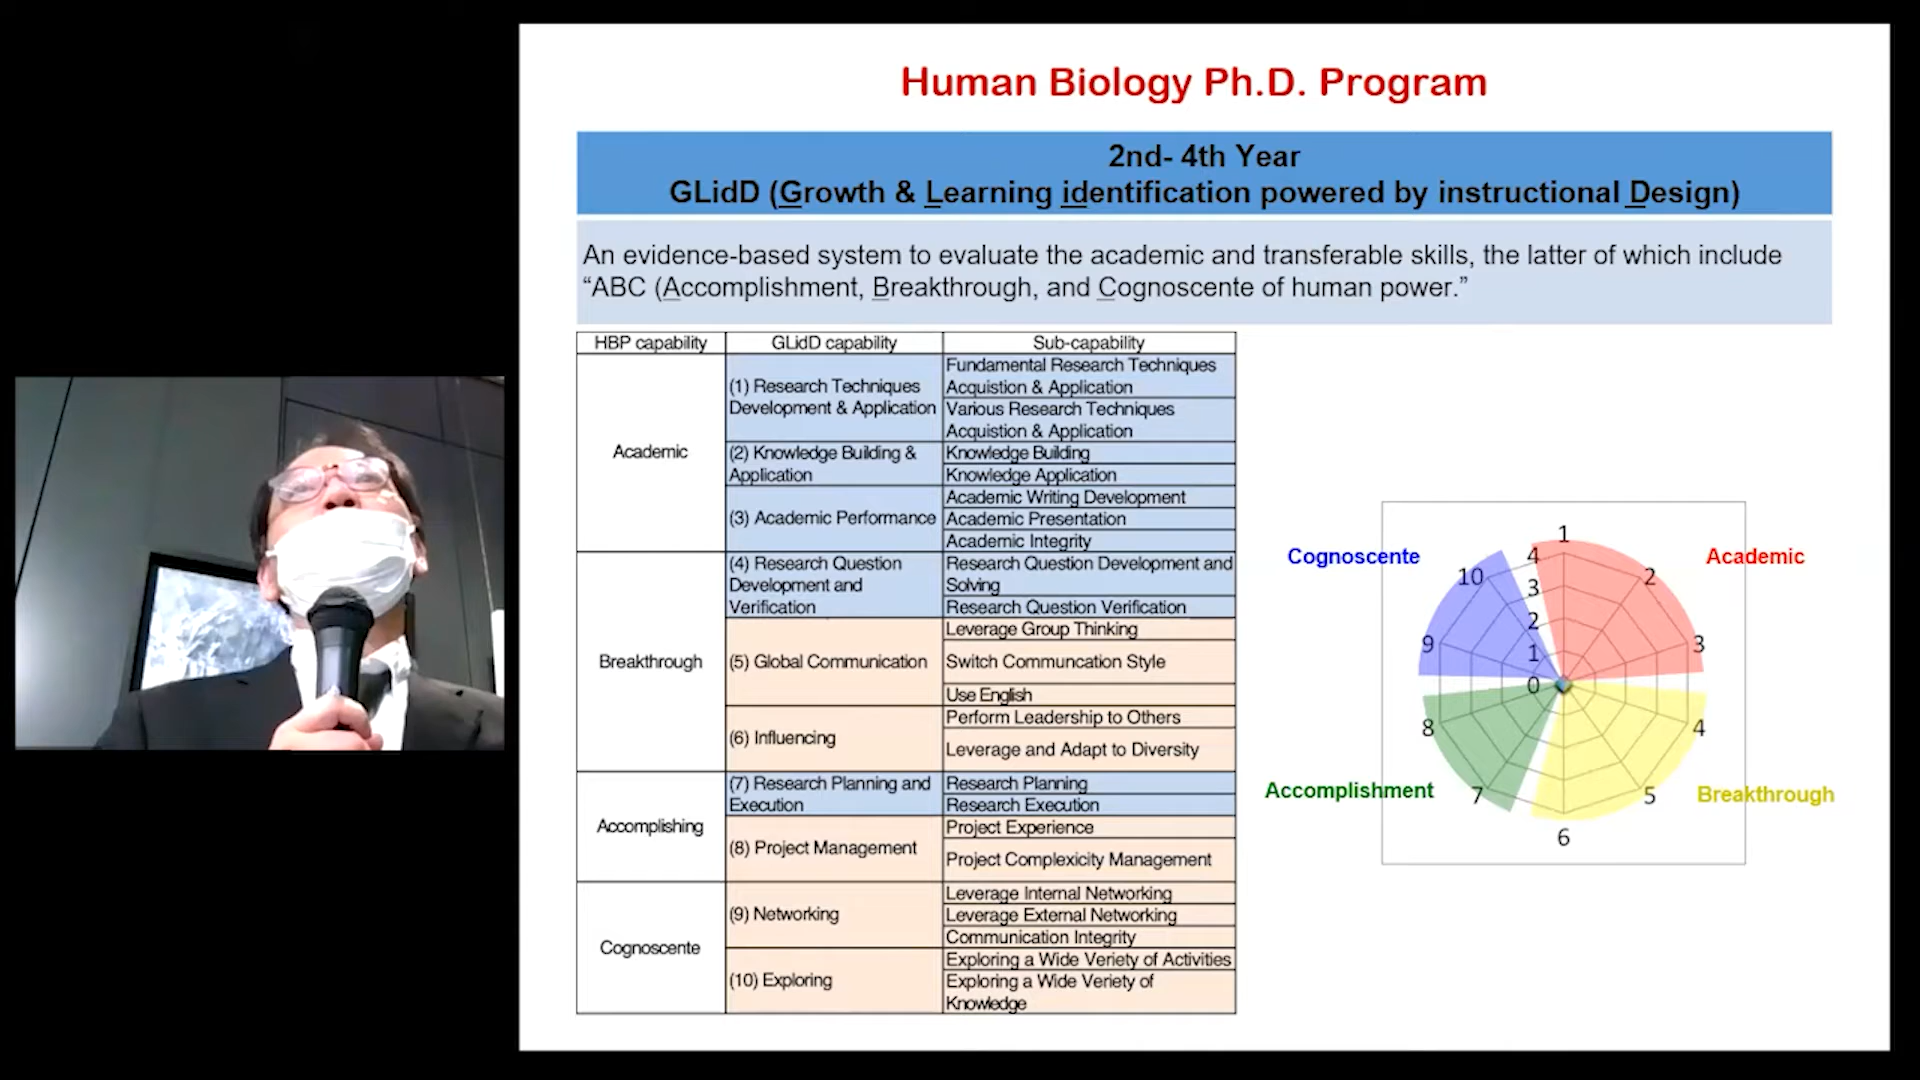 Human Biology Ph.D. Program
2nd- 4th Year
GLidD (Growth & Learning identification powered by instructional Design)
An evidence-based system to evaluate the academic and transferable skills, the latter of which include
“ABC (Accomplishment, Breakthrough, and Cognoscente of human power.”
HBP capability GLidD capability Sub-capability
Academic
(1) Research Techniques
Development & Application
Fundamental Research Techniques
Acquistion & Application
Various Research Techniques
Acquistion & Application
(2) Knowledge Building &
Application
Knowledge Building
Knowledge Application
(3) Academic Performance
Academic Writing Development
Academic Presentation
Academic Integrity
Breakthrough
(4) Research Question
Development and
Verification
Research Question Development and
Solving
Research Question Verification
(5) Global Communication
Leverage Group Thinking
Switch Communcation Style
Use English
(6) Influencing
Perform Leadership to Others
Leverage and Adapt to Diversity
Accomplishing
(7) Research Planning and
Execution
Research Planning
Research Execution
(8) Project Management
Project Experience
Project Complexicity Management
Cognoscente
(9) Networking
Leverage Internal Networking
Leverage External Networking
Communication Integrity
(10) Exploring
Exploring a Wide Veriety of Activities
Exploring a Wide Veriety of
Knowledge
Cognoscente
Academic
Accomplishment
Breakthrough
1
2
3
4
5
6
7
8
9
10
4
3
2
1
0